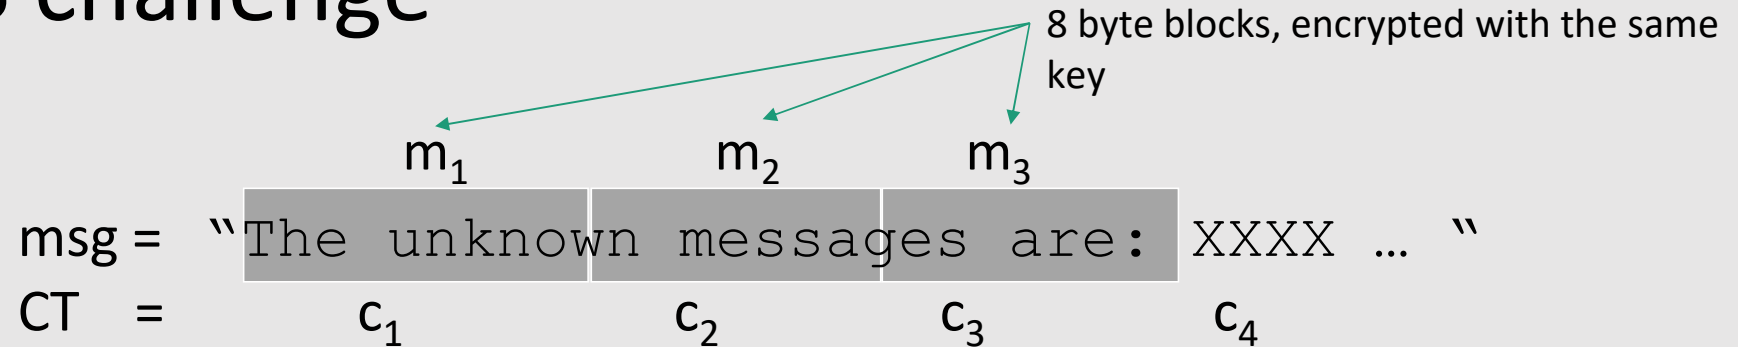 challenge
8 byte blocks, encrypted with the same
key
m₁ m₂ m₃
msg = “The unknown messages are: XXXX … “
CT = c₁ c₂ c₃ c₄